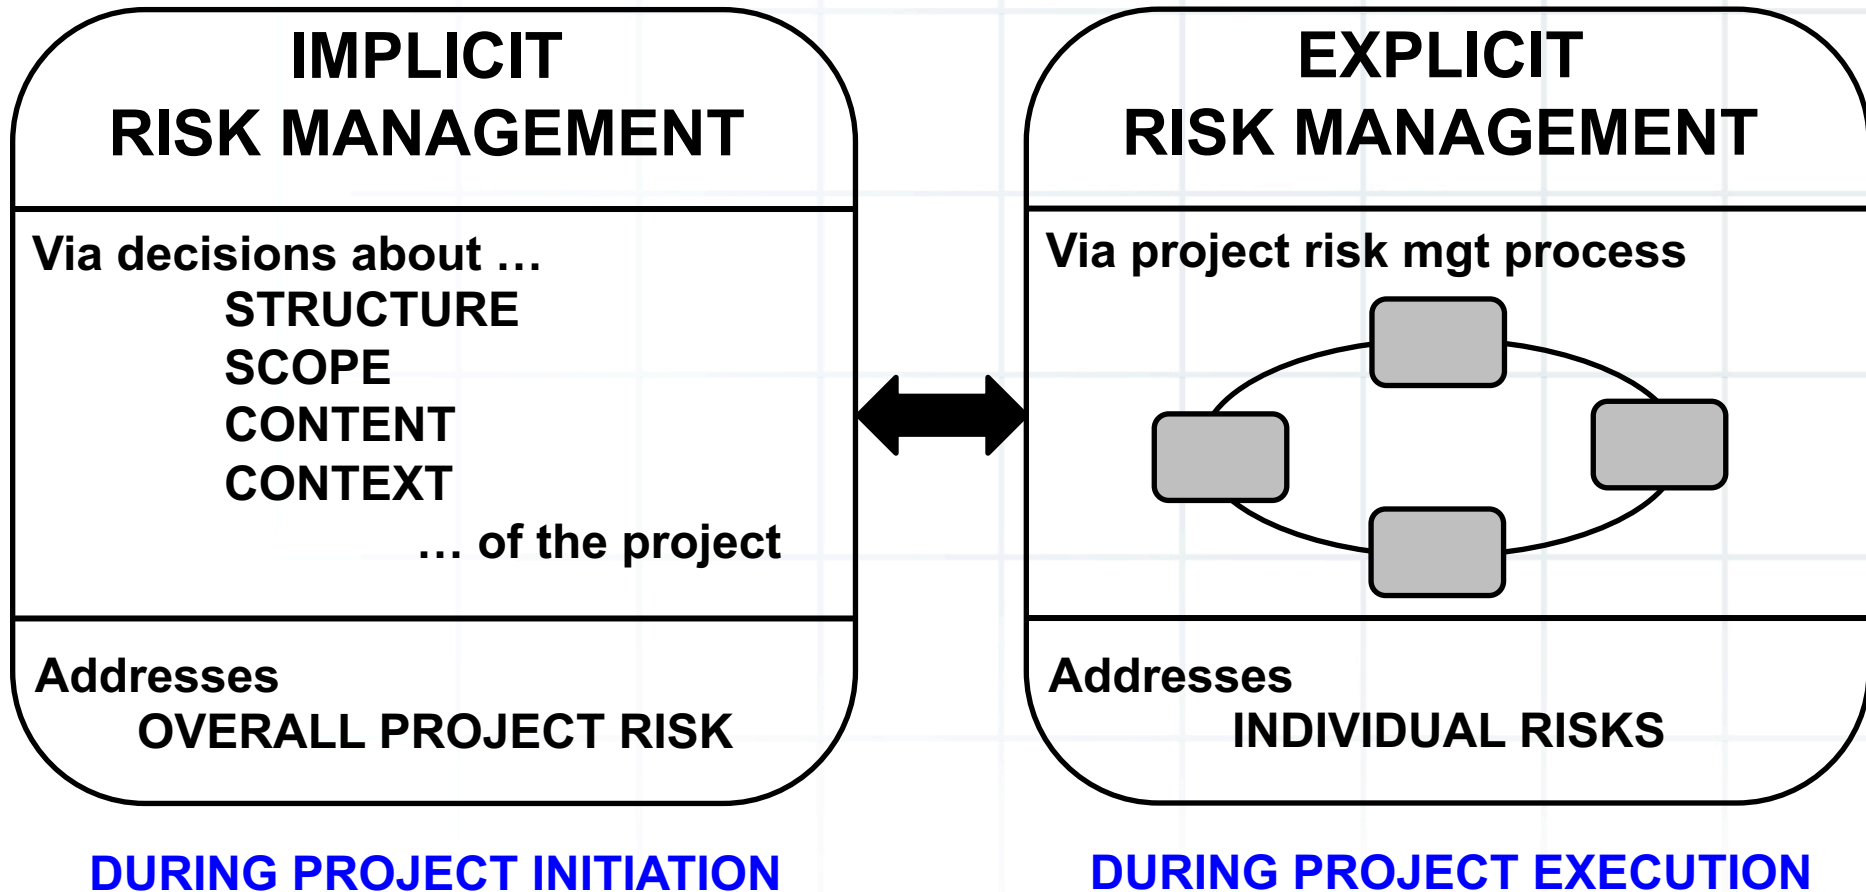 IMPLICIT
RISK MANAGEMENT
Via decisions about …
STRUCTURE
SCOPE
CONTENT
CONTEXT
… of the project
Addresses
OVERALL PROJECT RISK
DURING PROJECT INITIATION
EXPLICIT
RISK MANAGEMENT
Via project risk mgt process
Addresses
INDIVIDUAL RISKS
DURING PROJECT EXECUTION